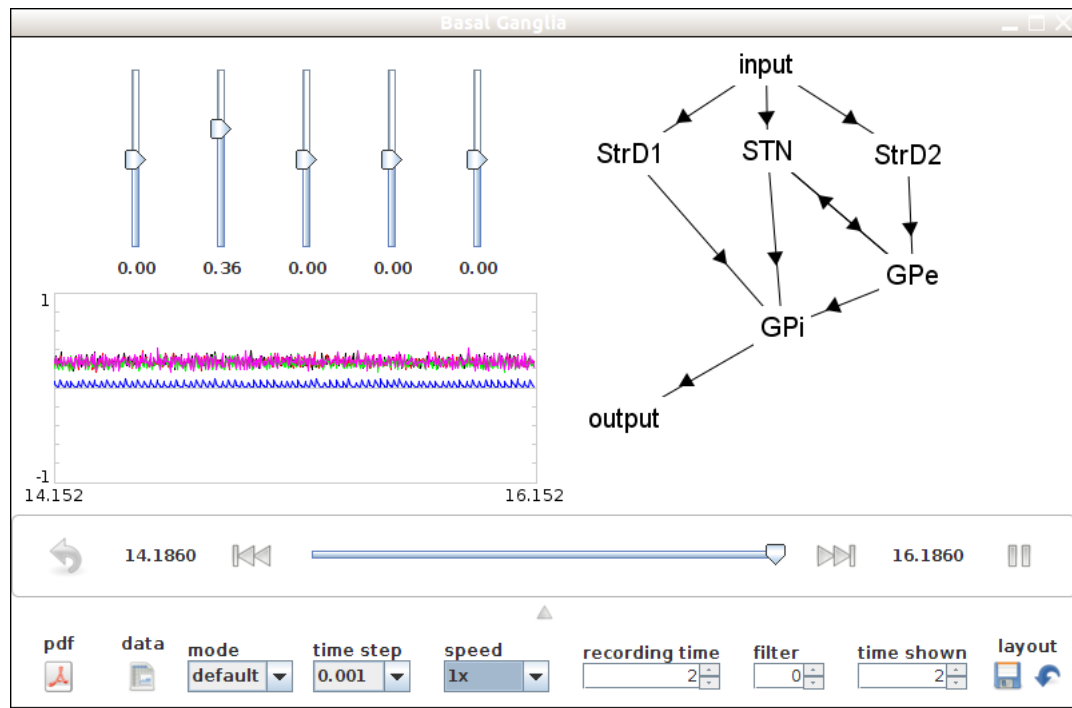 Basal Ganglia
0.00 0.36 0.00 0.00 0.00
1
-1
14.152 16.152
input
StrD1 STN StrD2
GPe
GPi
output
14.1860 16.1860
pdf data mode time step speed recording time filter time shown layout
default 0.001 1x 2 0 2